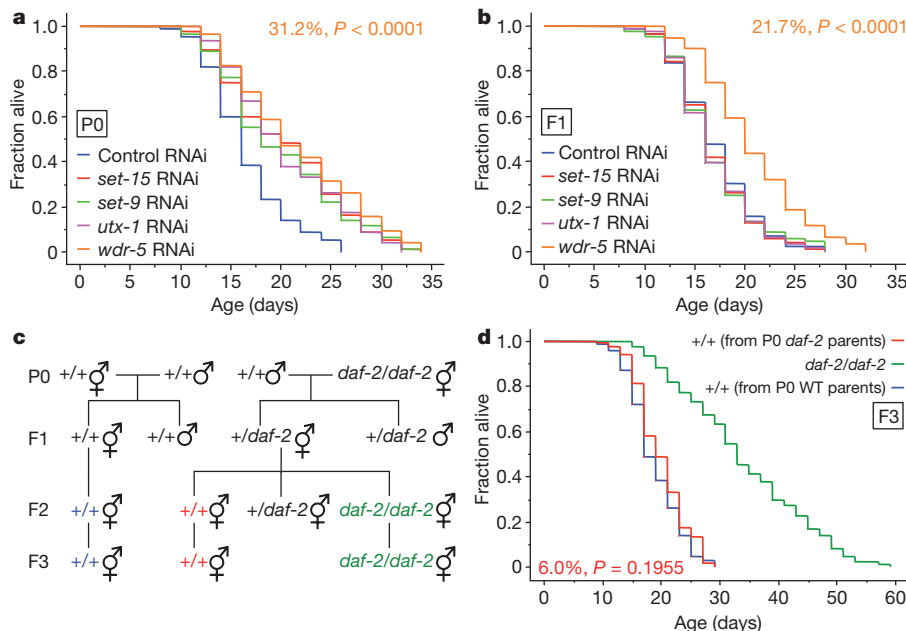 a
31.2%, P < 0.0001
1.0
0.8
0.6
0.4
0.2
0
Fraction alive
P0
Control RNAi
set-15 RNAi
set-9 RNAi
utx-1 RNAi
wdr-5 RNAi
0 5 10 15 20 25 30 35
Age (days)
b
21.7%, P < 0.0001
1.0
0.8
0.6
0.4
0.2
0
Fraction alive
F1
Control RNAi
set-15 RNAi
set-9 RNAi
utx-1 RNAi
wdr-5 RNAi
0 5 10 15 20 25 30 35
Age (days)
c
P0 +/+⚥ +/+♂ +/+♂ daf-2/daf-2⚥
F1 +/+⚥ +/+♂ +/daf-2⚥ +/daf-2♂
F2 +/+⚥ +/+⚥ +/daf-2⚥ daf-2/daf-2⚥
F3 +/+⚥ +/+⚥ daf-2/daf-2⚥
d
1.0
0.8
0.6
0.4
0.2
0
Fraction alive
+/+ (from P0 daf-2 parents)
daf-2/daf-2
+/+ (from P0 WT parents)
F3
6.0%, P = 0.1955
0 10 20 30 40 50 60
Age (days)